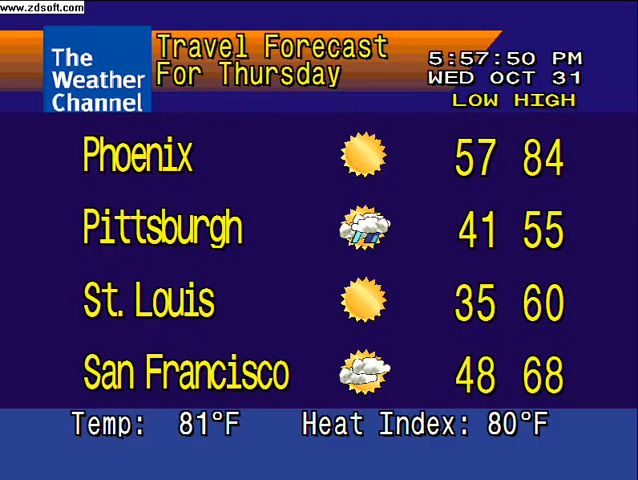 www.zdsoft.com
The
Weather
Channel
Travel Forecast
For Thursday
5:57:50 PM
WED OCT 31
LOW HIGH
Phoenix 57 84
Pittsburgh 41 55
St. Louis 35 60
San Francisco 48 68
Temp: 81°F Heat Index: 80°F